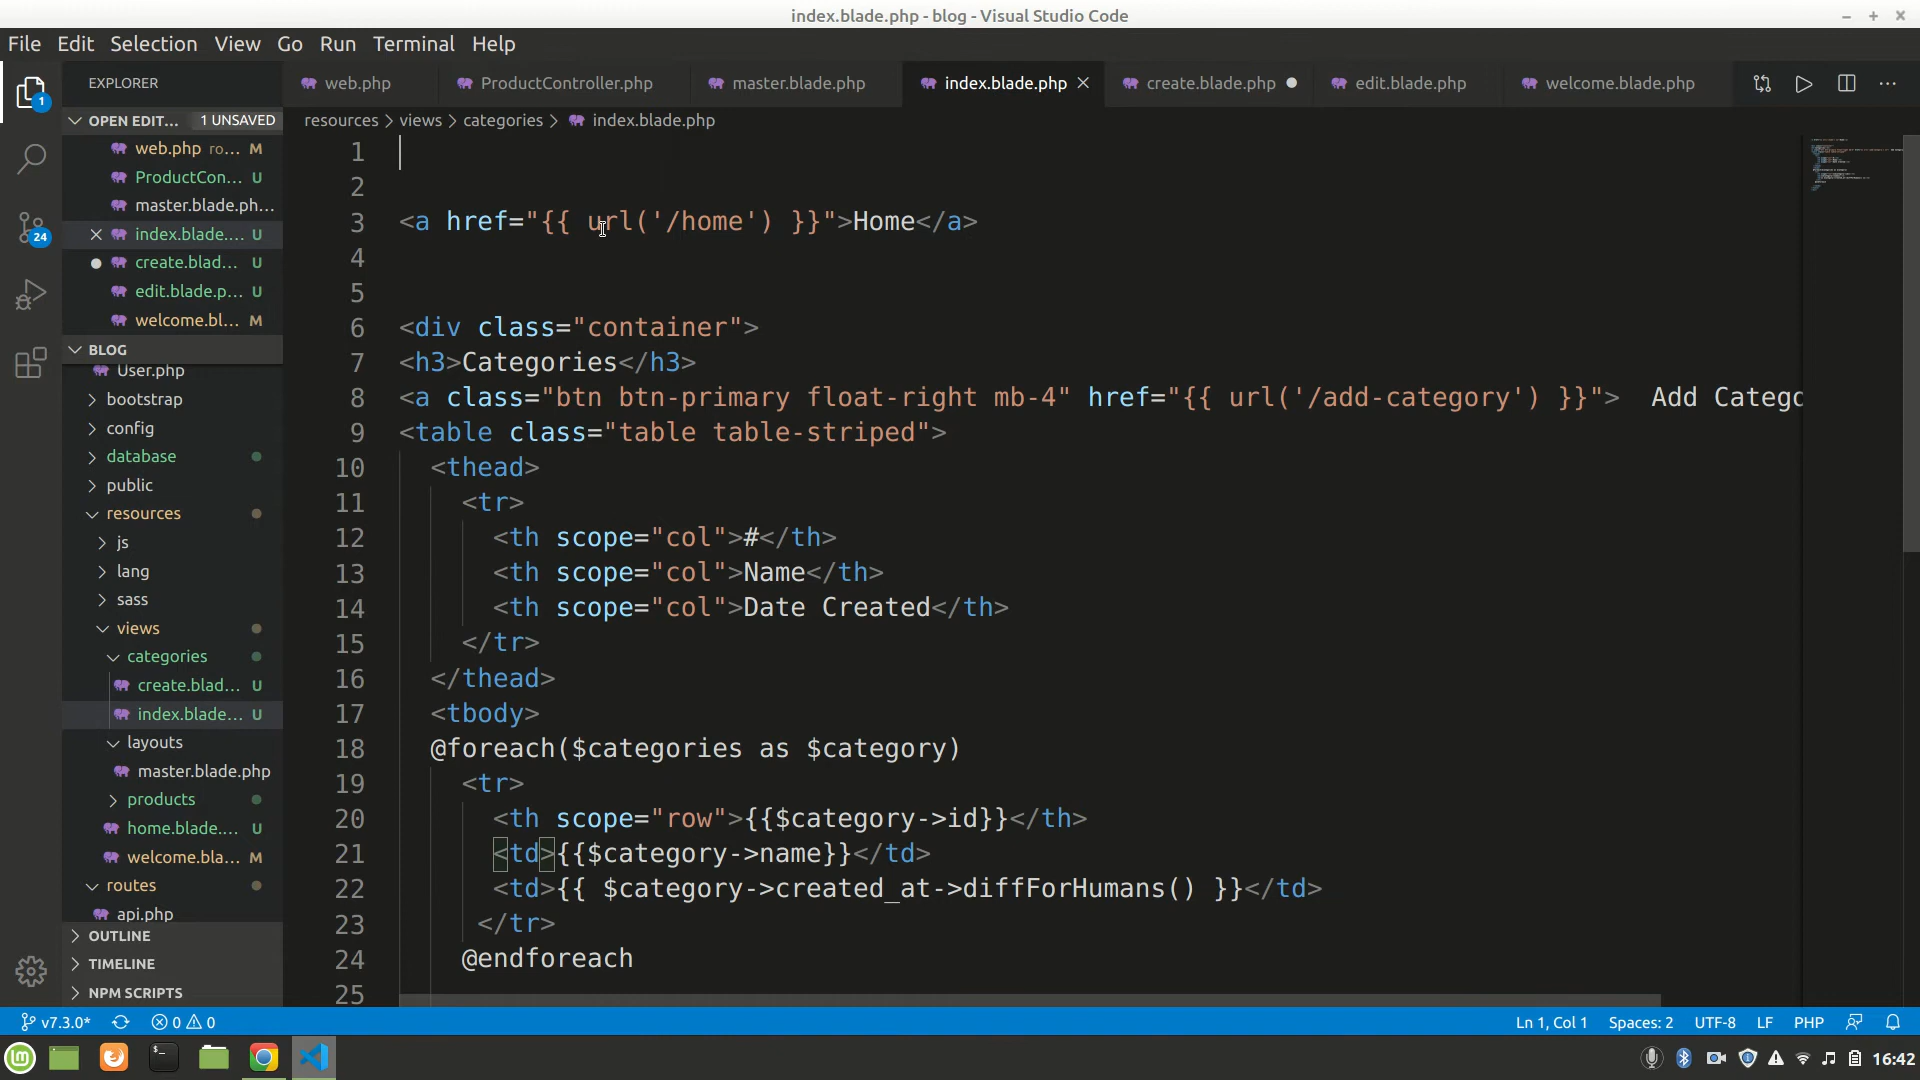 index.blade.php - blog - Visual Studio Code
File Edit Selection View Go Run Terminal Help
EXPLORER
web.php ProductController.php master.blade.php index.blade.php create.blade.php edit.blade.php welcome.blade.php
OPEN EDIT... 1 UNSAVED
resources > views > categories > index.blade.php
web.php ro... M
ProductCon... U
master.blade.ph...
index.blade.... U
create.blad... U
edit.blade.p... U
welcome.bl... M
BLOG
User.php
bootstrap
config
database
public
resources
js
lang
sass
views
categories
create.blad... U
index.blade... U
layouts
master.blade.php
products
home.blade.... U
welcome.bla... M
routes
api.php
OUTLINE
TIMELINE
NPM SCRIPTS
1
24
1
2
3 <a href="{{ url('/home') }}">Home</a>
4
5
6 <div class="container">
7 <h3>Categories</h3>
8 <a class="btn btn-primary float-right mb-4" href="{{ url('/add-category') }}">  Add Catego
9 <table class="table table-striped">
10 <thead>
11 <tr>
12 <th scope="col">#</th>
13 <th scope="col">Name</th>
14 <th scope="col">Date Created</th>
15 </tr>
16 </thead>
17 <tbody>
18 @foreach($categories as $category)
19 <tr>
20 <th scope="row">{{$category->id}}</th>
21 <td>{{$category->name}}</td>
22 <td>{{ $category->created_at->diffForHumans() }}</td>
23 </tr>
24 @endforeach
25
v7.3.0* 0 0 Ln 1, Col 1 Spaces: 2 UTF-8 LF PHP
16:42